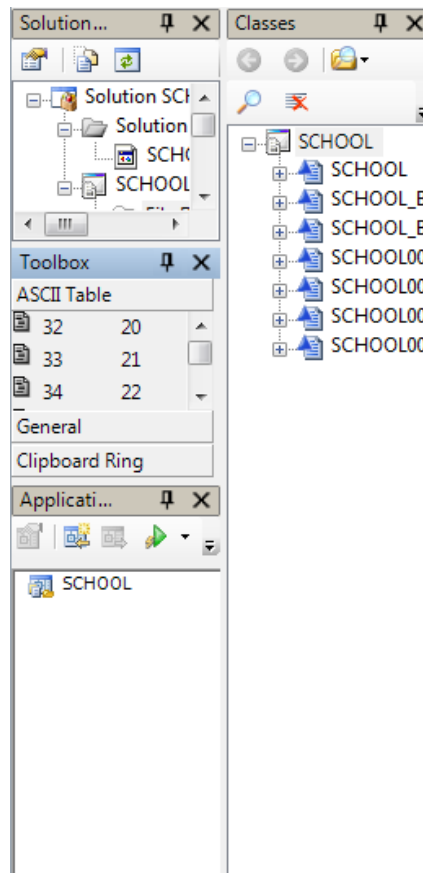 Solution...
Solution SCH
Solution
SCHO
SCHOOL
Toolbox
ASCII Table
32 20
33 21
34 22
General
Clipboard Ring
Applicati...
SCHOOL
Classes
SCHOOL
SCHOOL
SCHOOL_E
SCHOOL_E
SCHOOL00
SCHOOL00
SCHOOL00
SCHOOL00